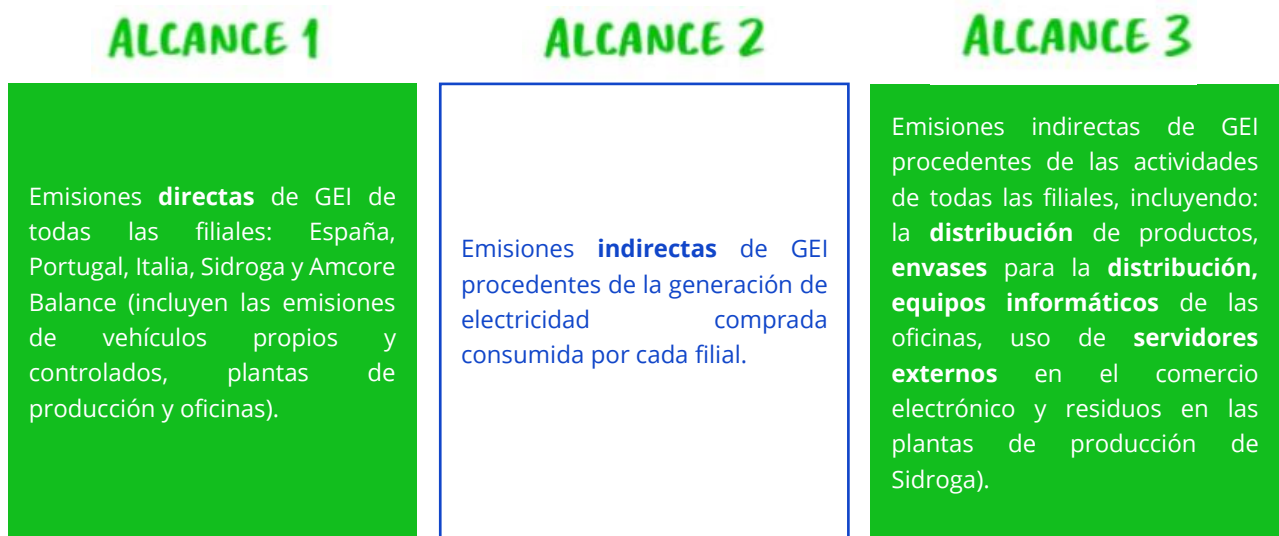 ALCANCE 1
Emisiones directas de GEI de
todas las filiales: España,
Portugal, Italia, Sidroga y Amcore
Balance (incluyen las emisiones
de vehículos propios y
controlados, plantas de
producción y oficinas).
ALCANCE 2
Emisiones indirectas de GEI
procedentes de la generación de
electricidad comprada
consumida por cada filial.
ALCANCE 3
Emisiones indirectas de GEI
procedentes de las actividades
de todas las filiales, incluyendo:
la distribución de productos,
envases para la distribución,
equipos informáticos de las
oficinas, uso de servidores
externos en el comercio
electrónico y residuos en las
plantas de producción de
Sidroga).